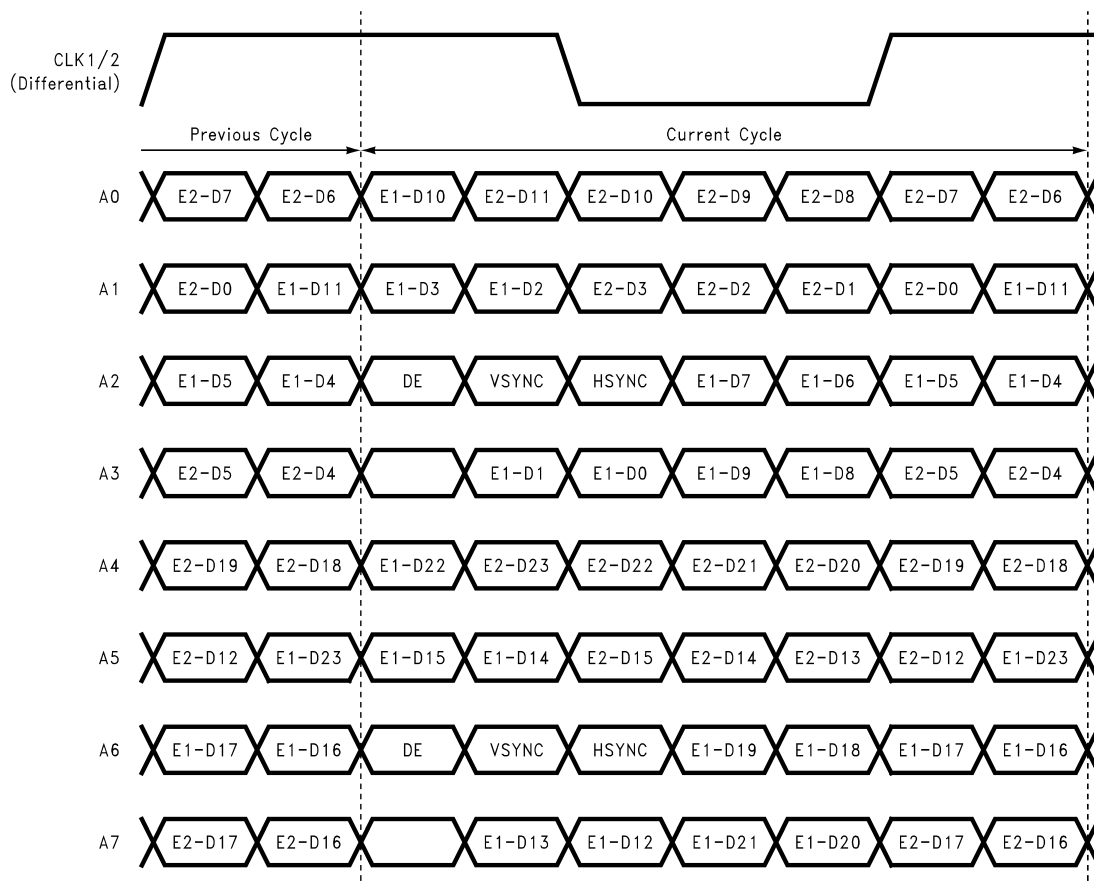 CLK1/2
(Differential)
Previous Cycle Current Cycle
A0 E2-D7 E2-D6 E1-D10 E2-D11 E2-D10 E2-D9 E2-D8 E2-D7 E2-D6
A1 E2-D0 E1-D11 E1-D3 E1-D2 E2-D3 E2-D2 E2-D1 E2-D0 E1-D11
A2 E1-D5 E1-D4 DE VSYNC HSYNC E1-D7 E1-D6 E1-D5 E1-D4
A3 E2-D5 E2-D4 E1-D1 E1-D0 E1-D9 E1-D8 E2-D5 E2-D4
A4 E2-D19 E2-D18 E1-D22 E2-D23 E2-D22 E2-D21 E2-D20 E2-D19 E2-D18
A5 E2-D12 E1-D23 E1-D15 E1-D14 E2-D15 E2-D14 E2-D13 E2-D12 E1-D23
A6 E1-D17 E1-D16 DE VSYNC HSYNC E1-D19 E1-D18 E1-D17 E1-D16
A7 E2-D17 E2-D16 E1-D13 E1-D12 E1-D21 E1-D20 E2-D17 E2-D16